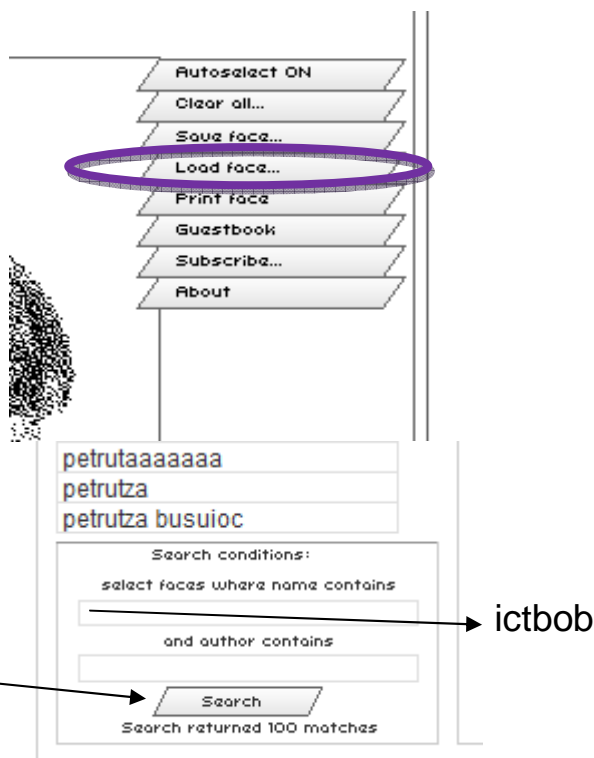 Autoselect ON
Clear all...
Save face...
Load face...
Print face
Guestbook
Subscribe...
About
petrutaaaaaaa
petrutza
petrutza busuioc
Search conditions:
select faces where name contains
ictbob
and author contains
Search
Search returned 100 matches